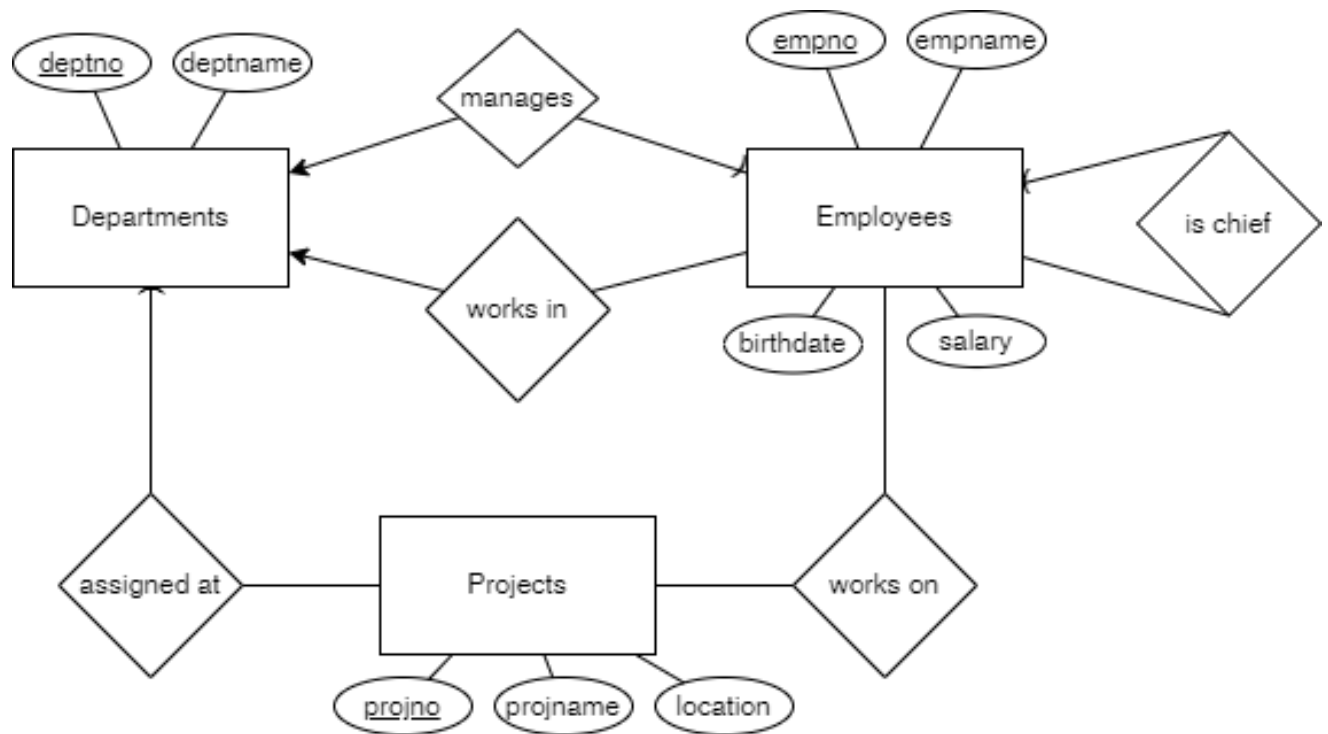 deptno
deptname
empno
empname
manages
Departments
Employees
is chief
works in
birthdate
salary
assigned at
Projects
works on
projno
projname
location